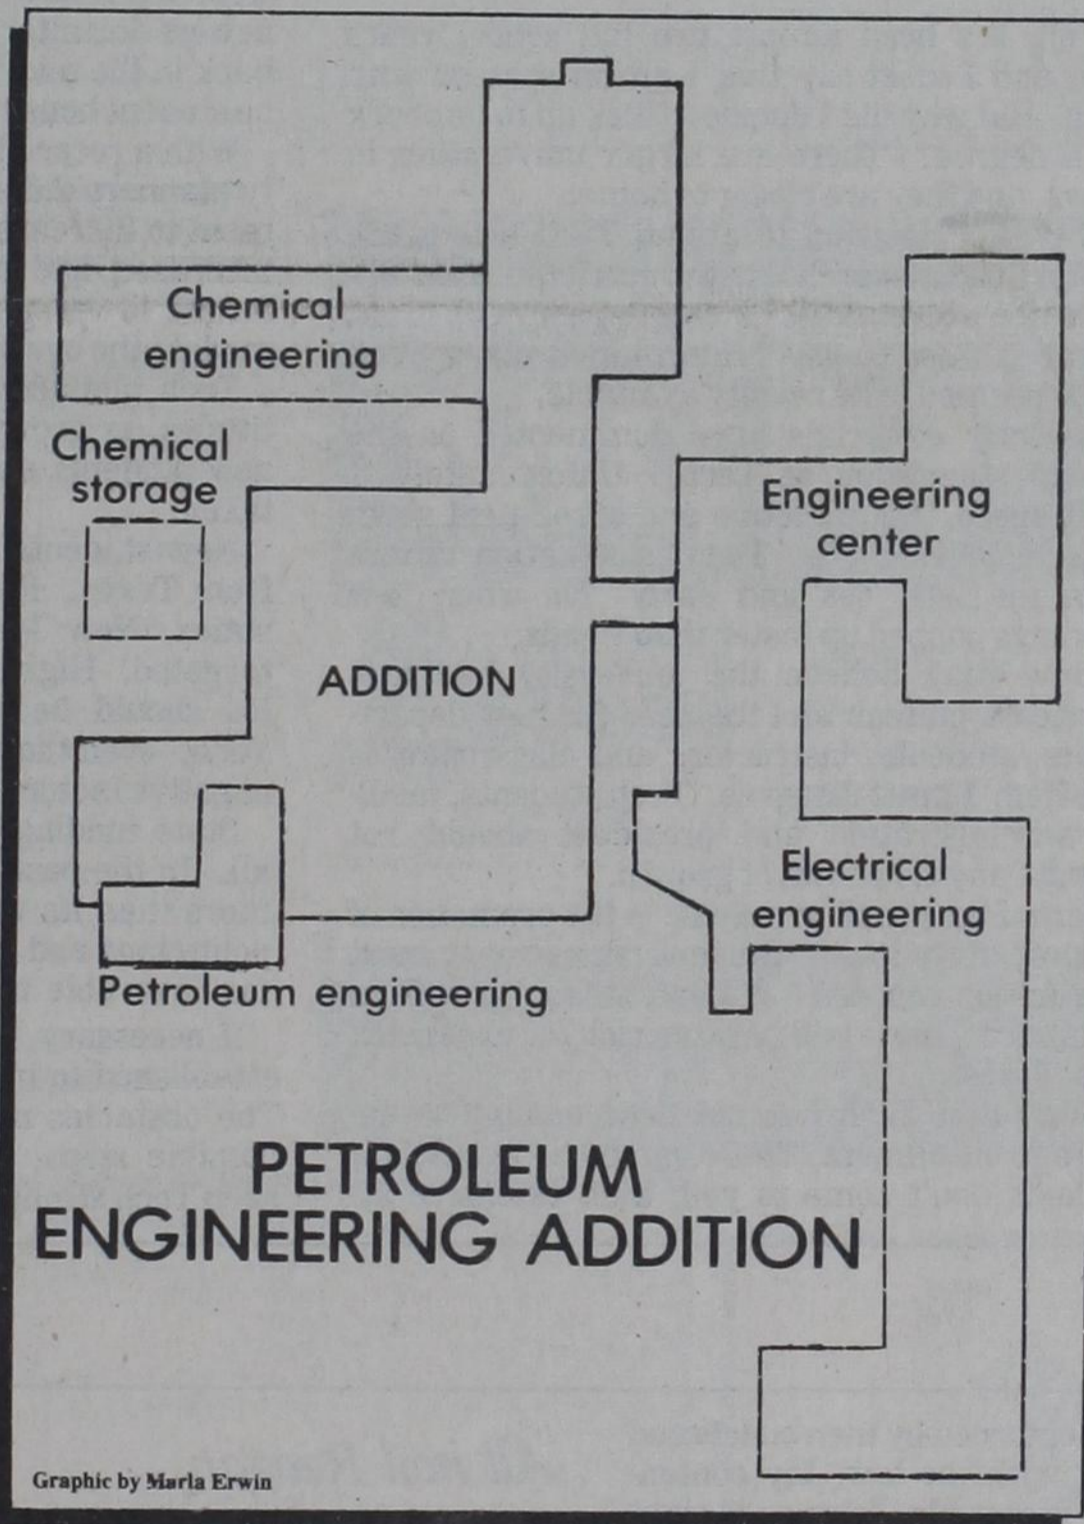 Chemical
engineering
Chemical
storage
Engineering
center
ADDITION
Electrical
engineering
Petroleum engineering
PETROLEUM
ENGINEERING ADDITION
Graphic by Marla Erwin